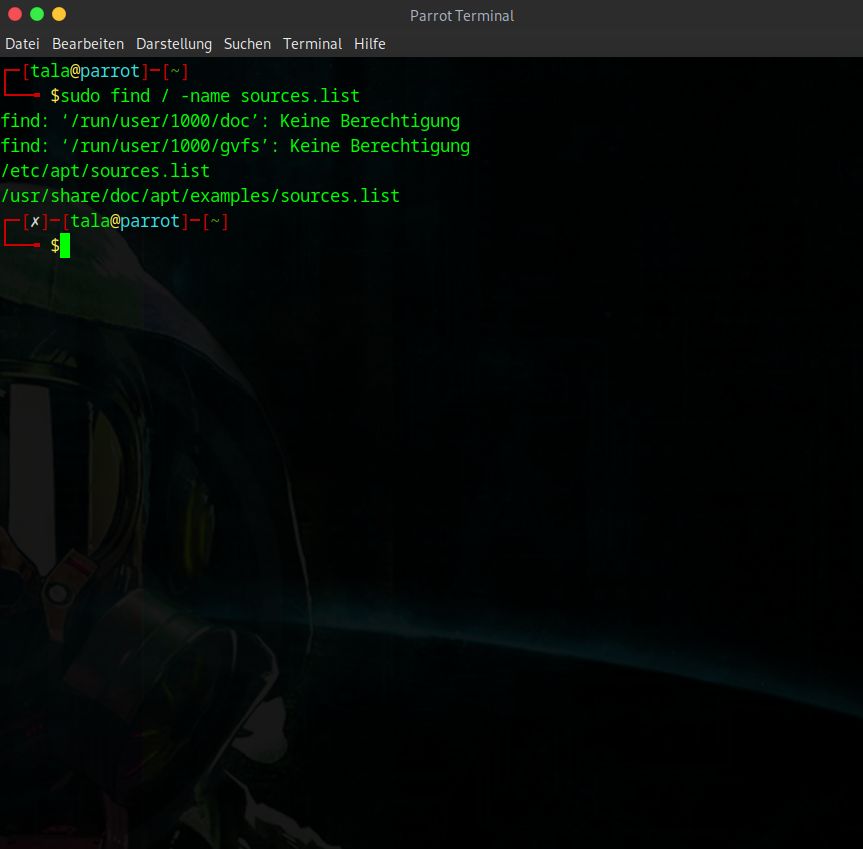 Parrot Terminal
Datei Bearbeiten Darstellung Suchen Terminal Hilfe
┌─[tala@parrot]─[~]
└──╼ $sudo find / -name sources.list
find: ‘/run/user/1000/doc’: Keine Berechtigung
find: ‘/run/user/1000/gvfs’: Keine Berechtigung
/etc/apt/sources.list
/usr/share/doc/apt/examples/sources.list
┌─[✗]─[tala@parrot]─[~]
└──╼ $